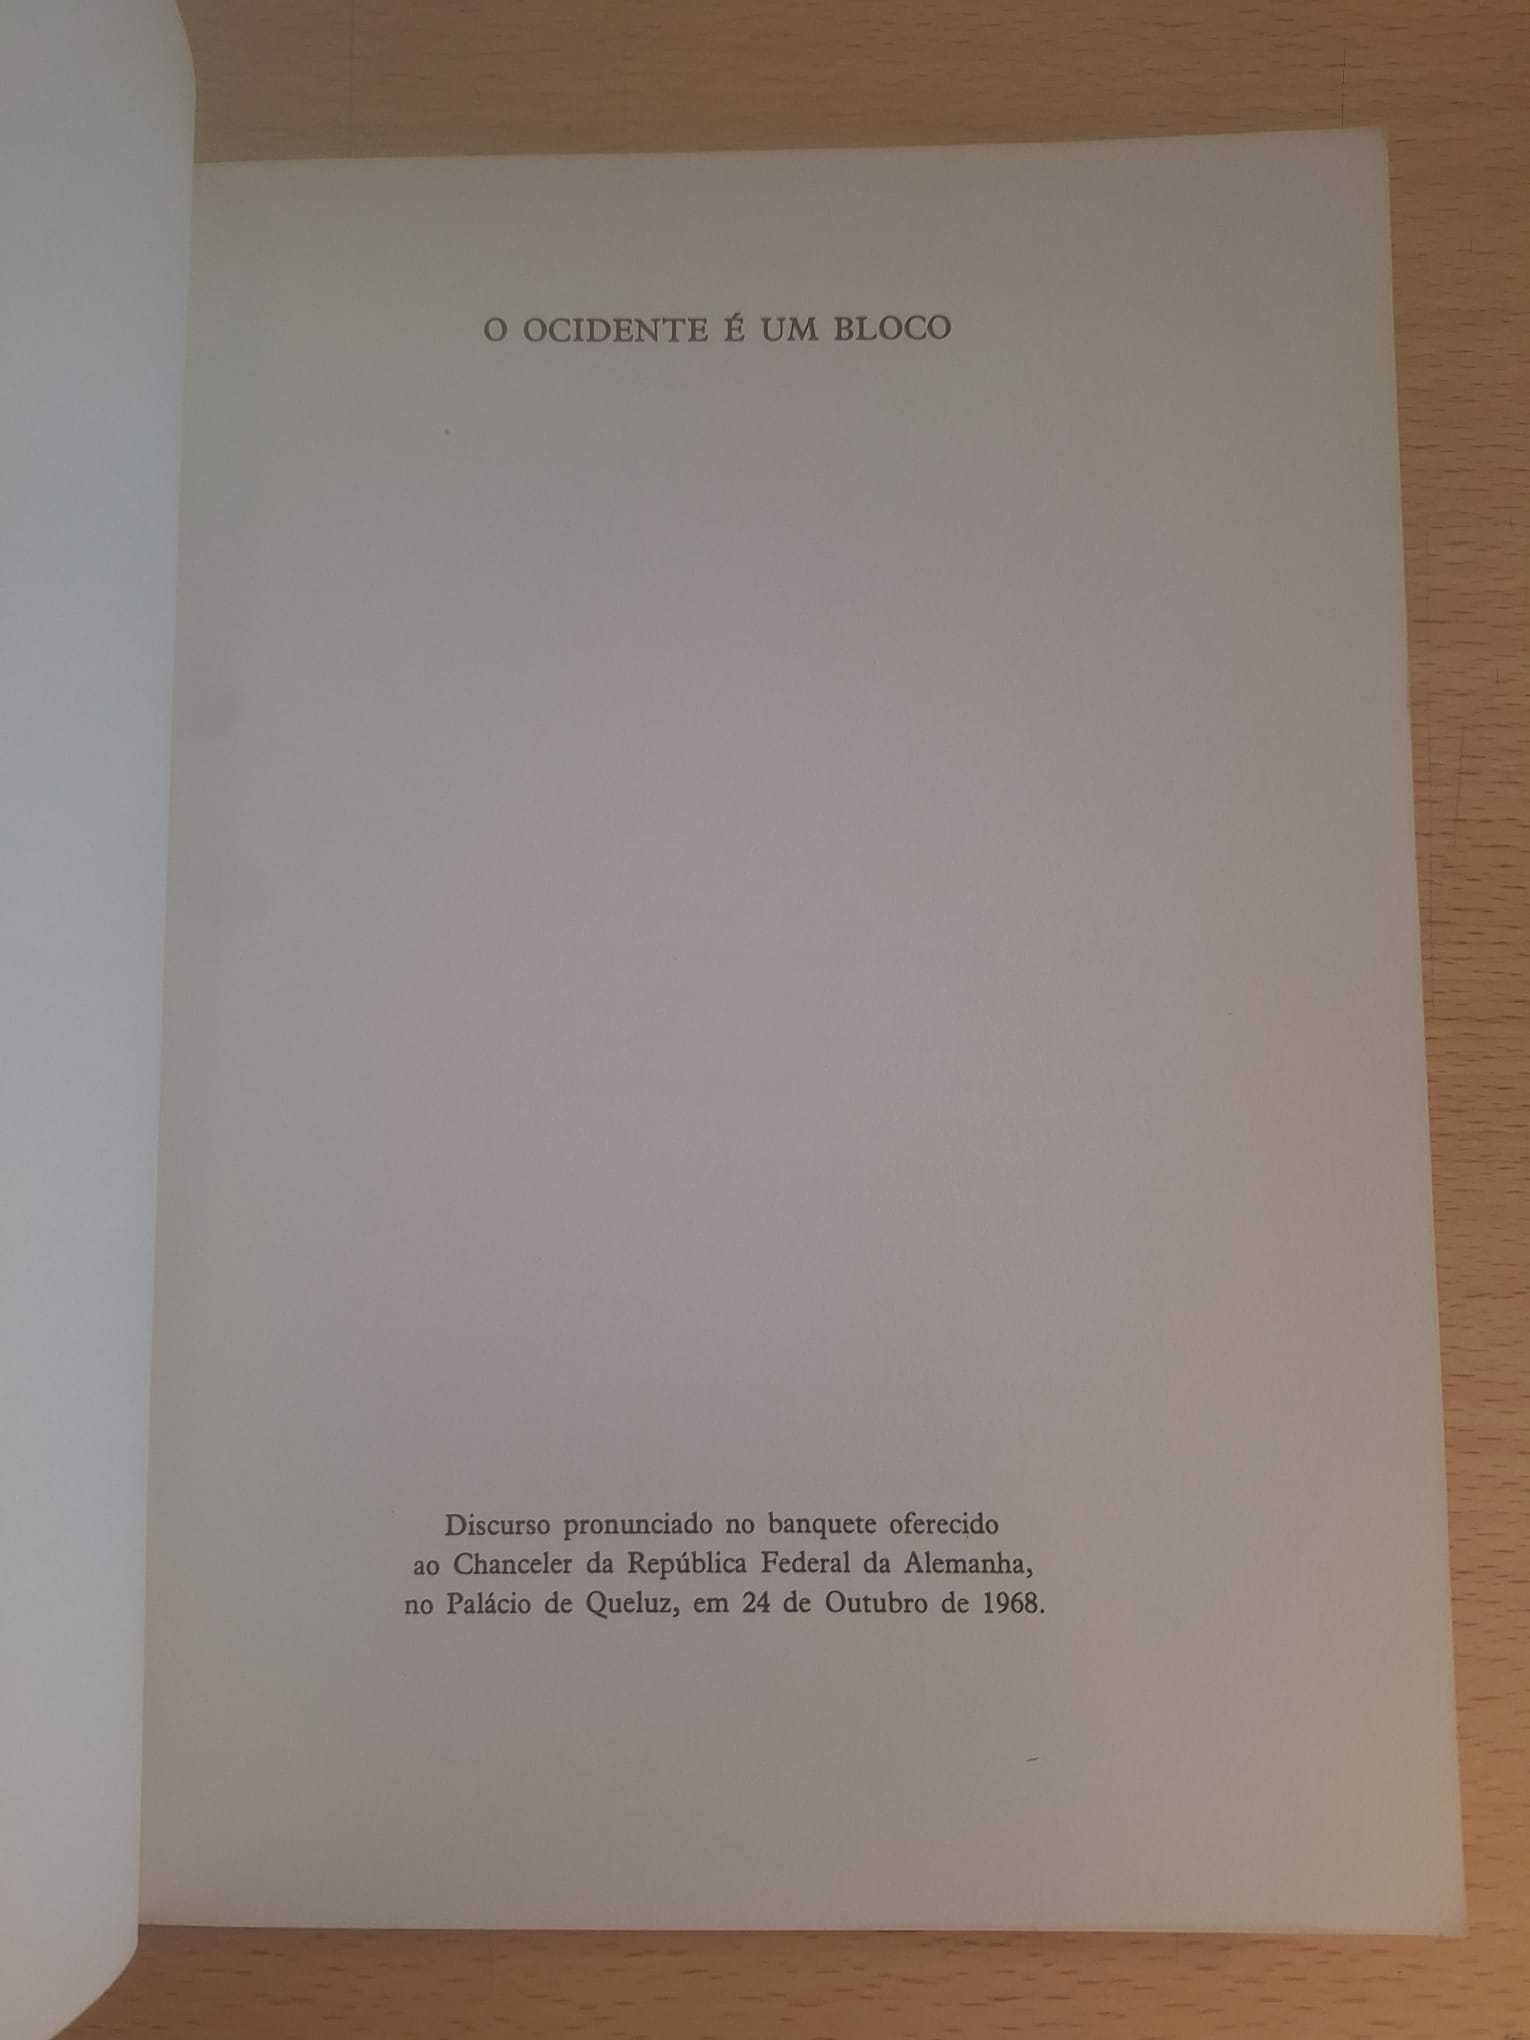 O OCIDENTE É UM BLOCO
Discurso pronunciado no banquete oferecido
ao Chanceler da República Federal da Alemanha,
no Palácio de Queluz, em 24 de Outubro de 1968.